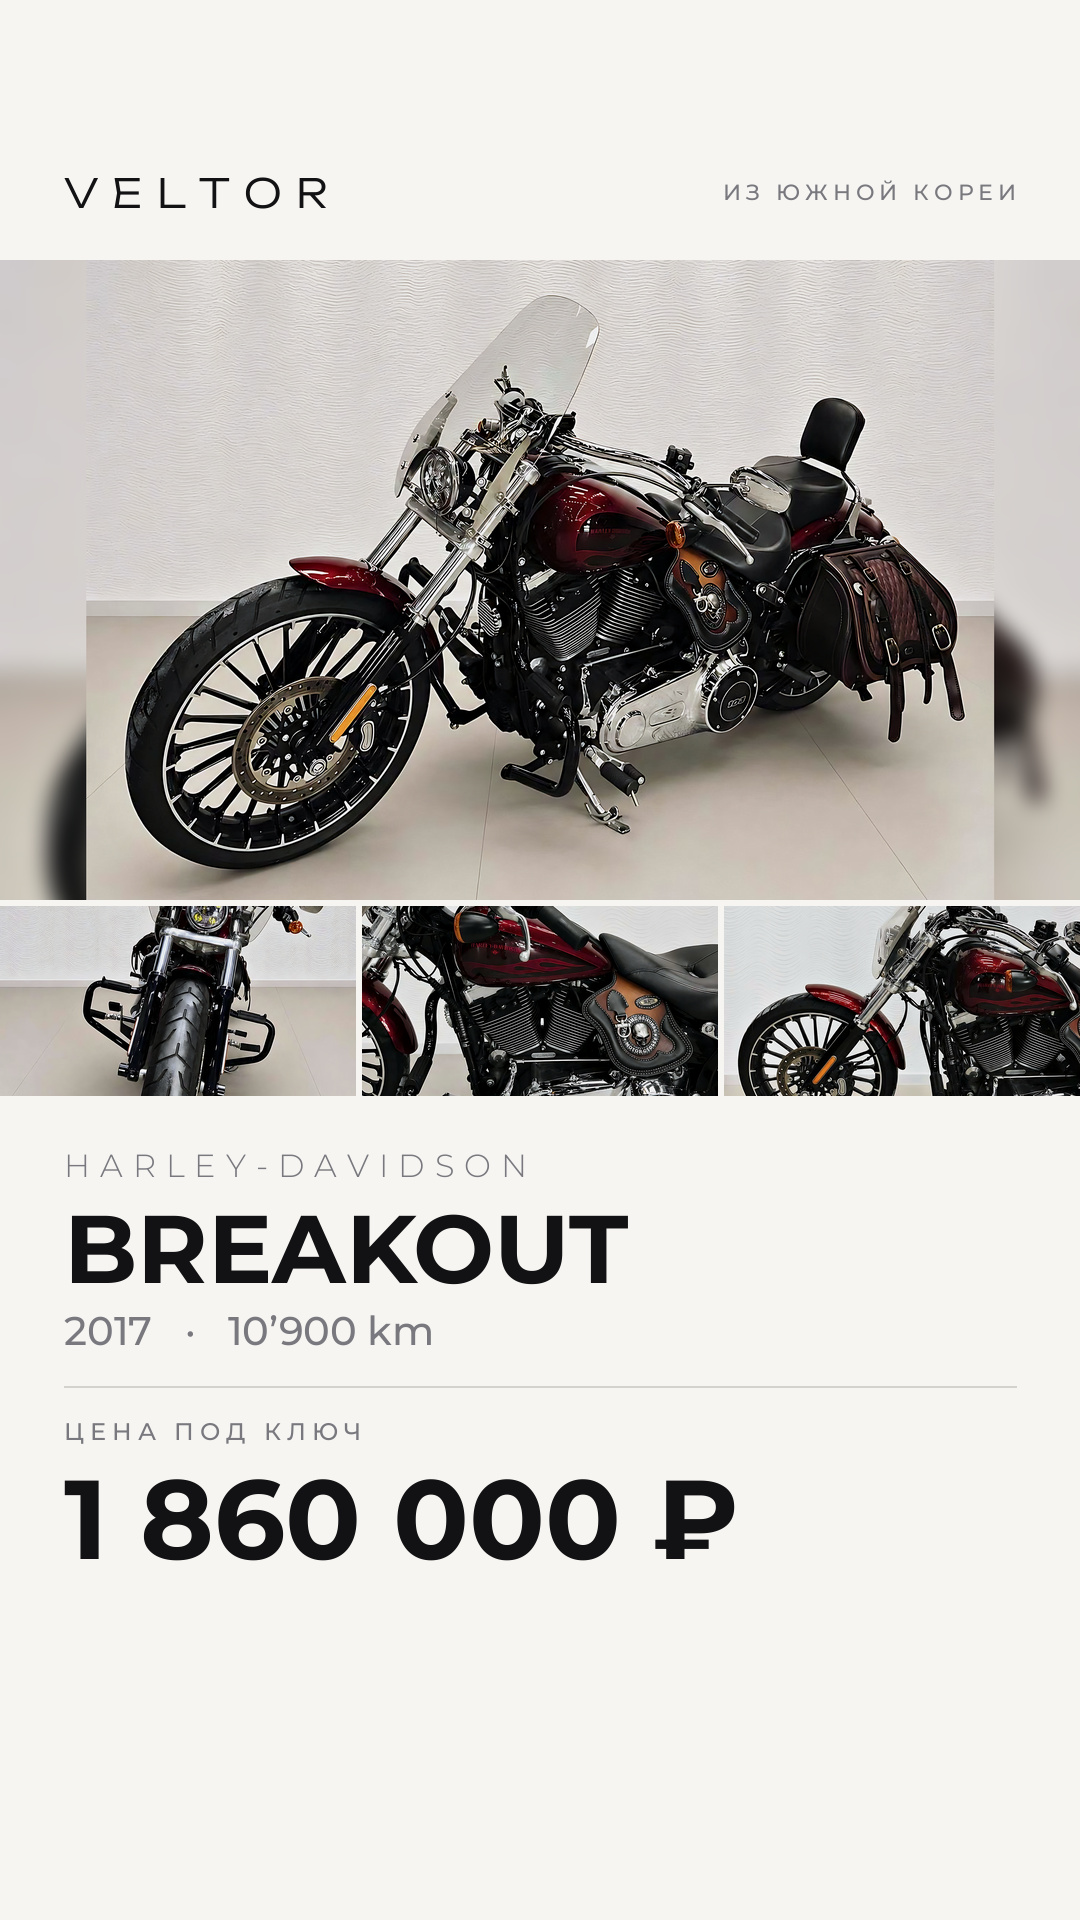 VELTOR
ИЗ ЮЖНОЙ КОРЕИ
HARLEY-DAVIDSON
BREAKOUT
2017 · 10’900 km
ЦЕНА ПОД КЛЮЧ
1 860 000 ₽